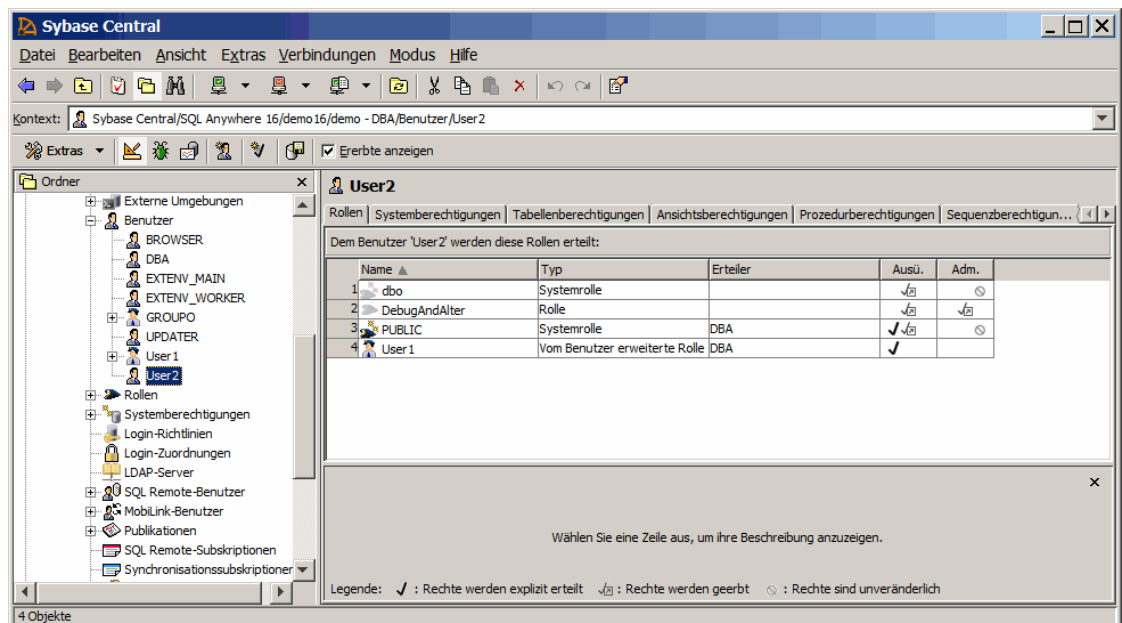 Sybase Central
Datei Bearbeiten Ansicht Extras Verbindungen Modus Hilfe
Kontext: Sybase Central/SQL Anywhere 16/demo16/demo - DBA/Benutzer/User2
Extras Ererbte anzeigen
Ordner
Externe Umgebungen
Benutzer
BROWSER
DBA
EXTENV_MAIN
EXTENV_WORKER
GROUPO
UPDATER
User1
User2
Rollen
Systemberechtigungen
Login-Richtlinien
Login-Zuordnungen
LDAP-Server
SQL Remote-Benutzer
MobiLink-Benutzer
Publikationen
SQL Remote-Subskriptionen
Synchronisationssubskriptioner
User2
Rollen Systemberechtigungen Tabellenberechtigungen Ansichtsberechtigungen Prozedurberechtigungen Sequenzberechtigun...
Dem Benutzer 'User2' werden diese Rollen erteilt:
Name Typ Erteiler Ausü. Adm.
1 dbo Systemrolle
2 DebugAndAlter Rolle
3 PUBLIC Systemrolle DBA
4 User1 Vom Benutzer erweiterte Rolle DBA
Wählen Sie eine Zeile aus, um ihre Beschreibung anzuzeigen.
Legende: : Rechte werden explizit erteilt : Rechte werden geerbt : Rechte sind unveränderlich
4 Objekte